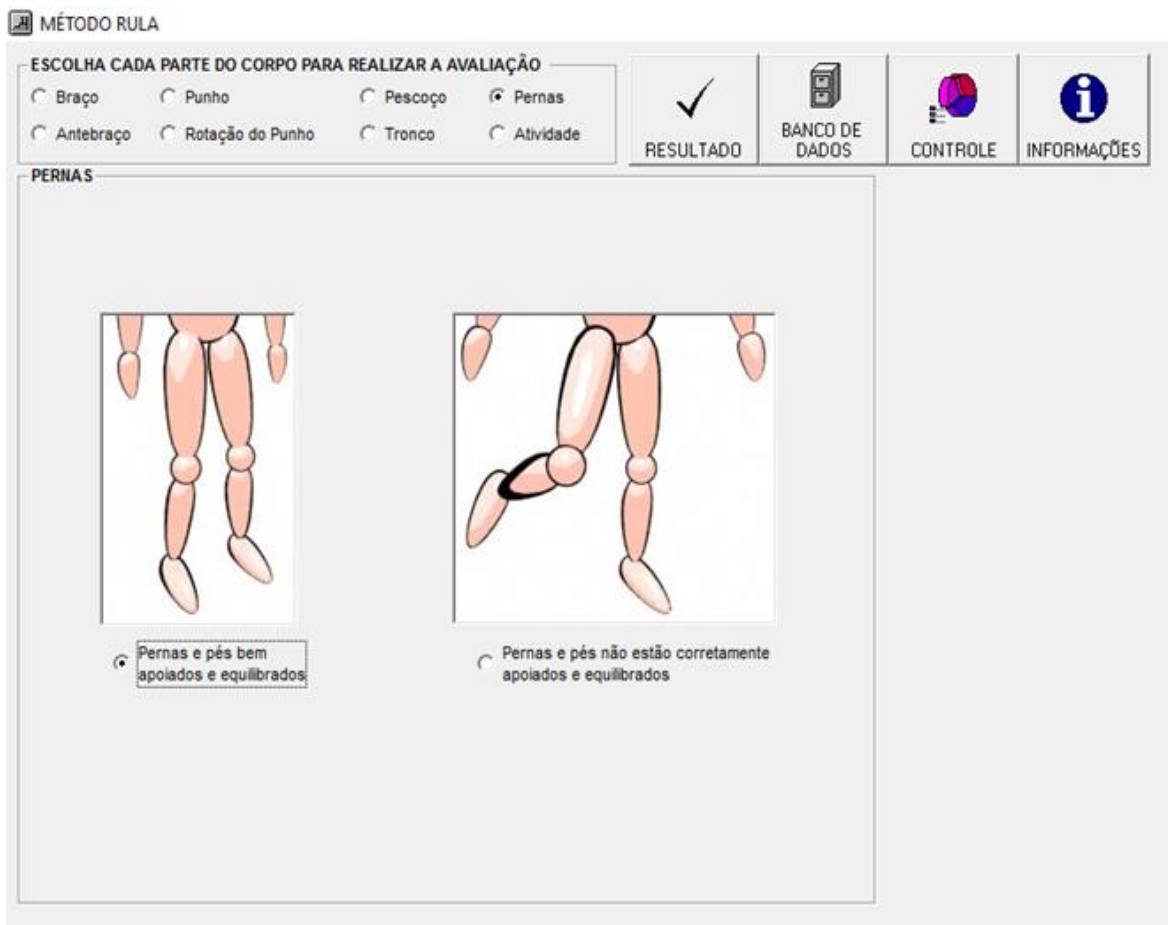 MÉTODO RULA
ESCOLHA CADA PARTE DO CORPO PARA REALIZAR A AVALIAÇÃO
Braço Punho Pescoço Pernas
Antebraço Rotação do Punho Tronco Atividade
RESULTADO
BANCO DE
DADOS
CONTROLE
INFORMAÇÕES
PERNAS
Pernas e pés bem
apoiados e equilibrados
Pernas e pés não estão corretamente
apoiados e equilibrados